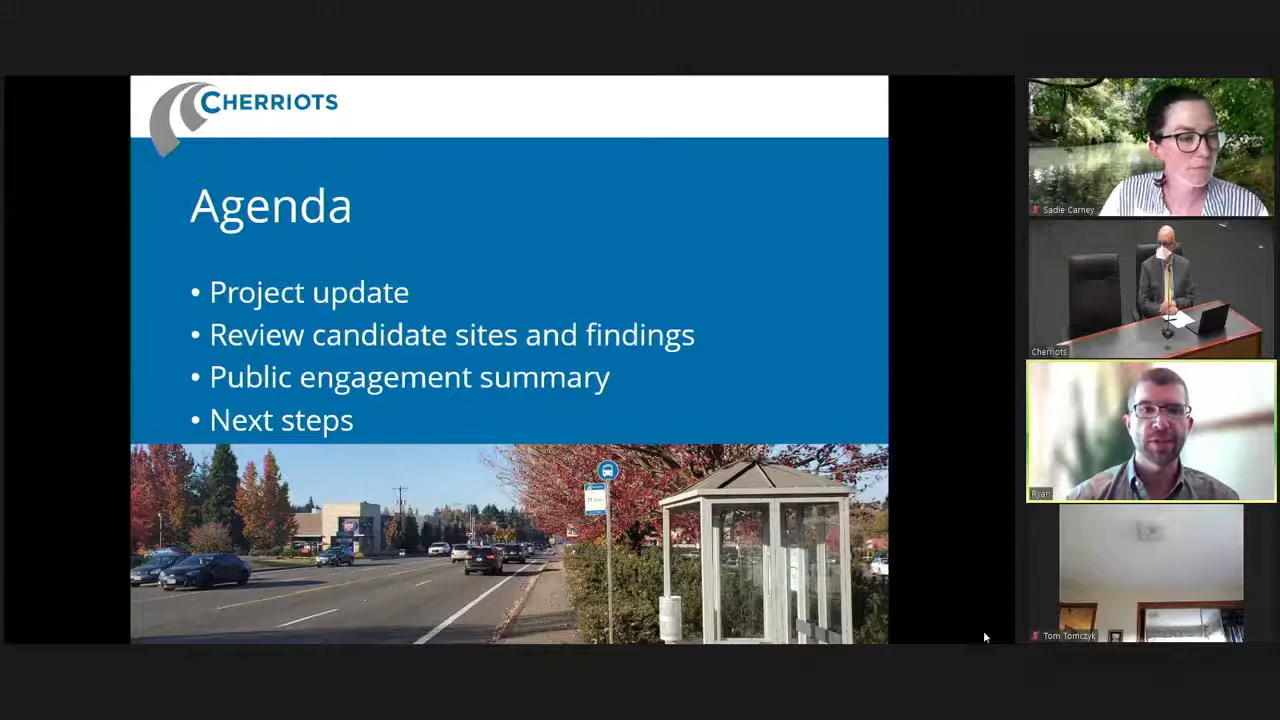 CHERRIOTS
Agenda
• Project update
• Review candidate sites and findings
• Public engagement summary
• Next steps
Sadie Carney
Cherriots
Ryan
Tom Tomczyk